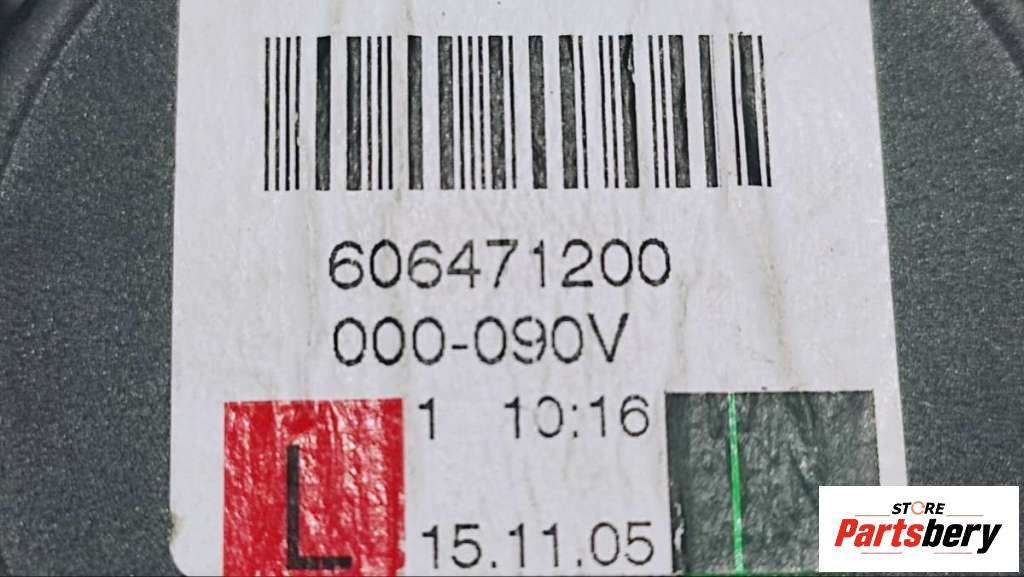 606471200
000-090V
1 10:16
L
15.11.05
STORE
Partsbery